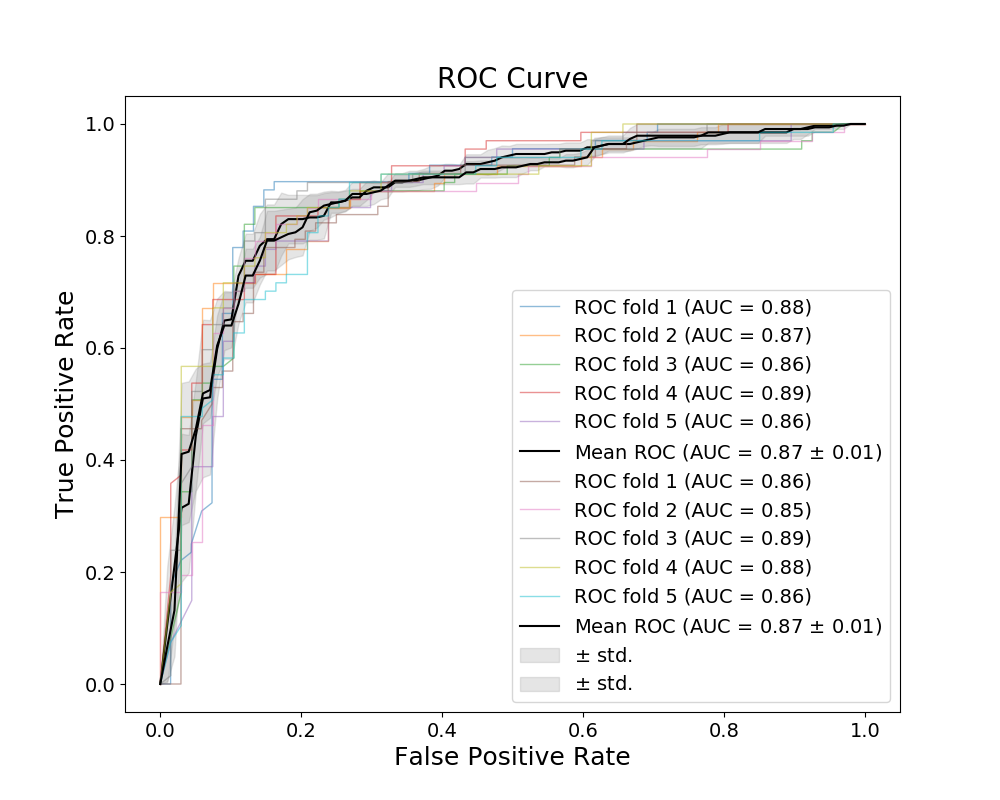 ROC Curve
1.0
0.8
0.6
0.4
0.2
0.0
True Positive Rate
ROC fold 1 (AUC = 0.88)
ROC fold 2 (AUC = 0.87)
ROC fold 3 (AUC = 0.86)
ROC fold 4 (AUC = 0.89)
ROC fold 5 (AUC = 0.86)
Mean ROC (AUC = 0.87 ± 0.01)
ROC fold 1 (AUC = 0.86)
ROC fold 2 (AUC = 0.85)
ROC fold 3 (AUC = 0.89)
ROC fold 4 (AUC = 0.88)
ROC fold 5 (AUC = 0.86)
Mean ROC (AUC = 0.87 ± 0.01)
± std.
± std.
0.0 0.2 0.4 0.6 0.8 1.0
False Positive Rate